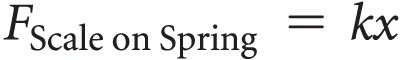 F_Scale on Spring = kx